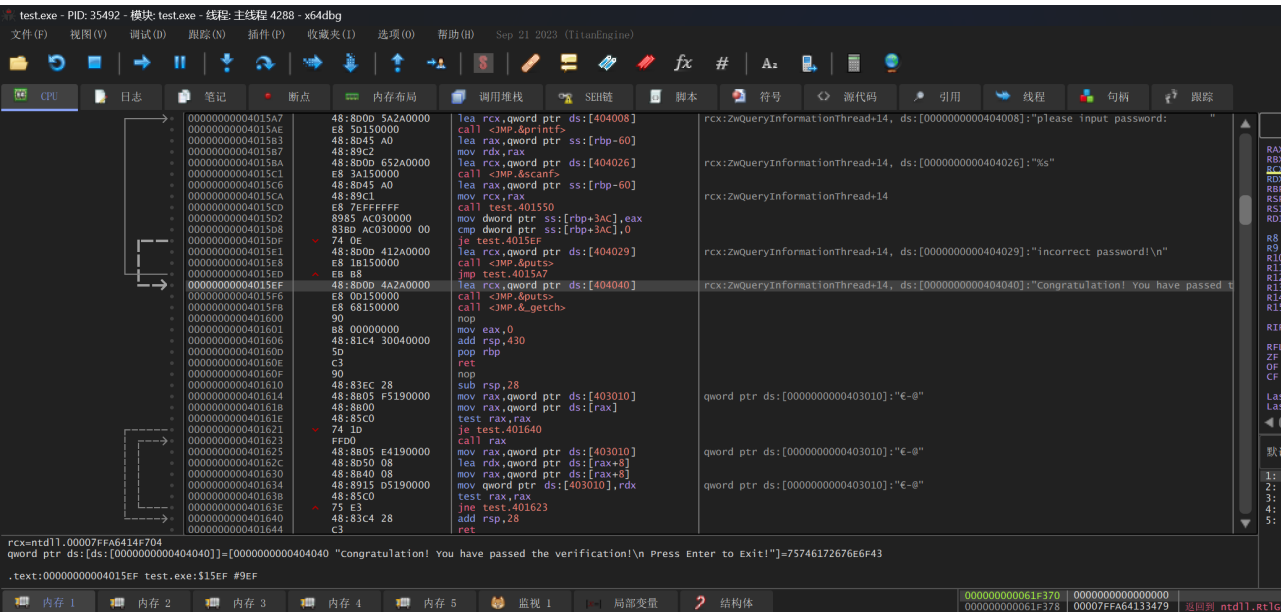 test.exe - PID: 35492 - 模块: test.exe - 线程: 主线程 4288 - x64dbg
文件(F) 视图(V) 调试(D) 跟踪(N) 插件(P) 收藏夹(I) 选项(O) 帮助(H) Sep 21 2023 (TitanEngine)
CPU 日志 笔记 断点 内存布局 调用堆栈 SEH链 脚本 符号 源代码 引用 线程 句柄 跟踪
00000000004015A7 48:8D0D 5A2A0000 lea rcx,qword ptr ds:[404008] rcx:ZwQueryInformationThread+14, ds:[0000000000404008]:"please input password: "
00000000004015AE E8 5D150000 call <JMP.&printf>
00000000004015B3 48:8D45 A0 lea rax,qword ptr ss:[rbp-60]
00000000004015B7 48:89C2 mov rdx,rax
00000000004015BA 48:8D0D 652A0000 lea rcx,qword ptr ds:[404026] rcx:ZwQueryInformationThread+14, ds:[0000000000404026]:"%s"
00000000004015C1 E8 3A150000 call <JMP.&scanf>
00000000004015C6 48:8D45 A0 lea rax,qword ptr ss:[rbp-60]
00000000004015CA 48:89C1 mov rcx,rax rcx:ZwQueryInformationThread+14
00000000004015CD E8 7EFFFFFF call test.401550
00000000004015D2 8985 AC030000 mov dword ptr ss:[rbp+3AC],eax
00000000004015D8 83BD AC030000 00 cmp dword ptr ss:[rbp+3AC],0
00000000004015DF 74 0E je test.4015EF
00000000004015E1 48:8D0D 412A0000 lea rcx,qword ptr ds:[404029] rcx:ZwQueryInformationThread+14, ds:[0000000000404029]:"incorrect password!\n"
00000000004015E8 E8 1B150000 call <JMP.&puts>
00000000004015ED EB B8 jmp test.4015A7
00000000004015EF 48:8D0D 4A2A0000 lea rcx,qword ptr ds:[404040] rcx:ZwQueryInformationThread+14, ds:[0000000000404040]:"Congratulation! You have passed t
00000000004015F6 E8 0D150000 call <JMP.&puts>
00000000004015FB E8 68150000 call <JMP.&_getch>
0000000000401600 90 nop
0000000000401601 B8 00000000 mov eax,0
0000000000401606 48:81C4 30040000 add rsp,430
000000000040160D 5D pop rbp
000000000040160E C3 ret
000000000040160F 90 nop
0000000000401610 48:83EC 28 sub rsp,28
0000000000401614 48:8B05 F5190000 mov rax,qword ptr ds:[403010] qword ptr ds:[0000000000403010]:"€-@"
000000000040161B 48:8B00 mov rax,qword ptr ds:[rax]
000000000040161E 48:85C0 test rax,rax
0000000000401621 74 1D je test.401640
0000000000401623 FFD0 call rax
0000000000401625 48:8B05 E4190000 mov rax,qword ptr ds:[403010] qword ptr ds:[0000000000403010]:"€-@"
000000000040162C 48:8D50 08 lea rdx,qword ptr ds:[rax+8]
0000000000401630 48:8B40 08 mov rax,qword ptr ds:[rax+8]
0000000000401634 48:8915 D5190000 mov qword ptr ds:[403010],rdx qword ptr ds:[0000000000403010]:"€-@"
000000000040163B 48:85C0 test rax,rax
000000000040163E 75 E3 jne test.401623
0000000000401640 48:83C4 28 add rsp,28
0000000000401644 C3 ret
R8
R9
RIP
ZF
OF
CF
1:
2:
3:
4:
5:
rcx=ntdll.00007FFA6414F704
qword ptr ds:[ds:[0000000000404040]]=[0000000000404040 "Congratulation! You have passed the verification!\n Press Enter to Exit!"]=75746172676E6F43
.text:00000000004015EF test.exe:$15EF #9EF
内存 1 内存 2 内存 3 内存 4 内存 5 监视 1 局部变量 结构体
000000000061F370 0000000000000000
000000000061F378 00007FFA64133479 返回到 ntdll.RtlG